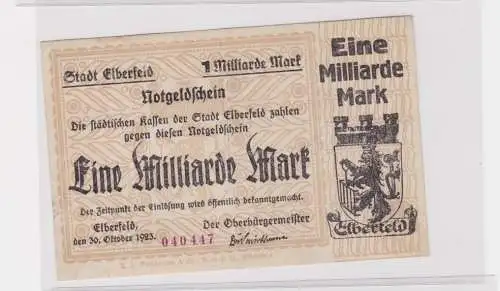 Stadt Elberfeld 1 Milliarde Mark
Notgeldschein
Die städtischen Kassen der Stadt Elberfeld zahlen
gegen diesen Notgeldschein
Eine Milliarde Mark
Der Zeitpunkt der Einlösung wird öffentlich bekanntgemacht.
Elberfeld, Der Oberbürgermeister
den 30. Oktober 1923. 040447
Eine
Milliarde
Mark
Elberfeld